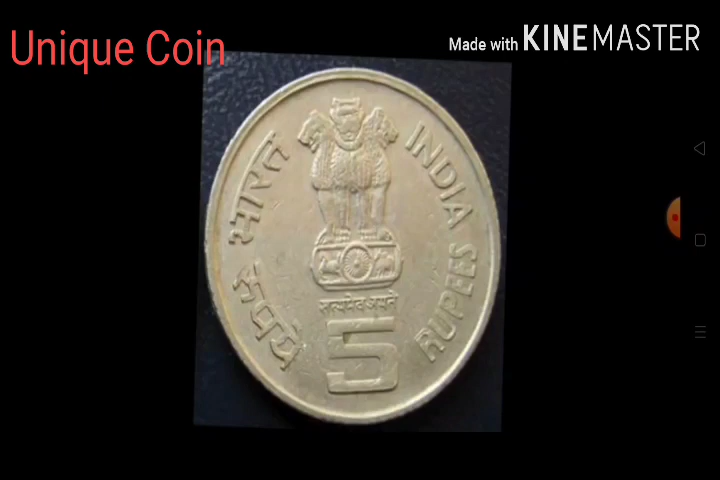 Unique Coin
Made with KINEMASTER
भारत
INDIA
रुपये
RUPEES
सत्यमेव जयते
5